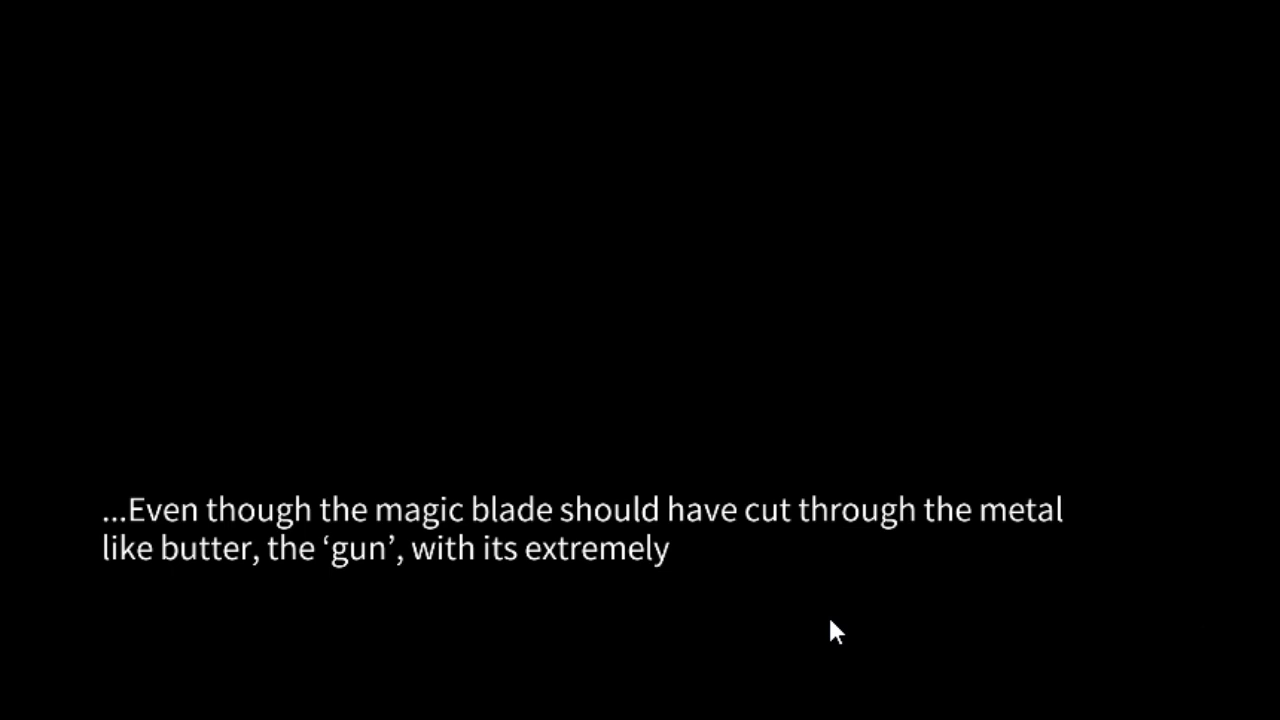 ...Even though the magic blade should have cut through the metal
like butter, the ‘gun’, with its extremely